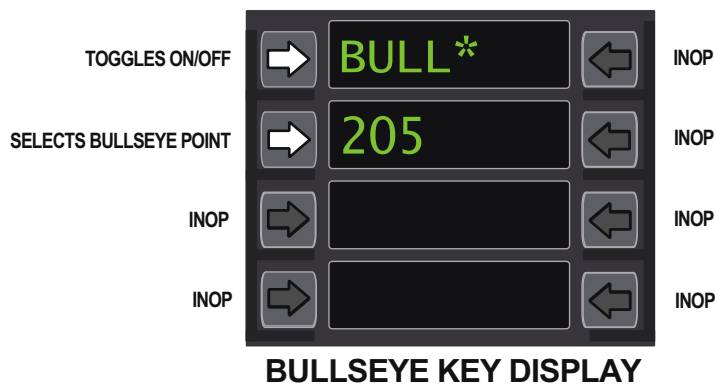 TOGGLES ON/OFF BULL* INOP
SELECTS BULLSEYE POINT 205 INOP
INOP INOP
INOP INOP
BULLSEYE KEY DISPLAY